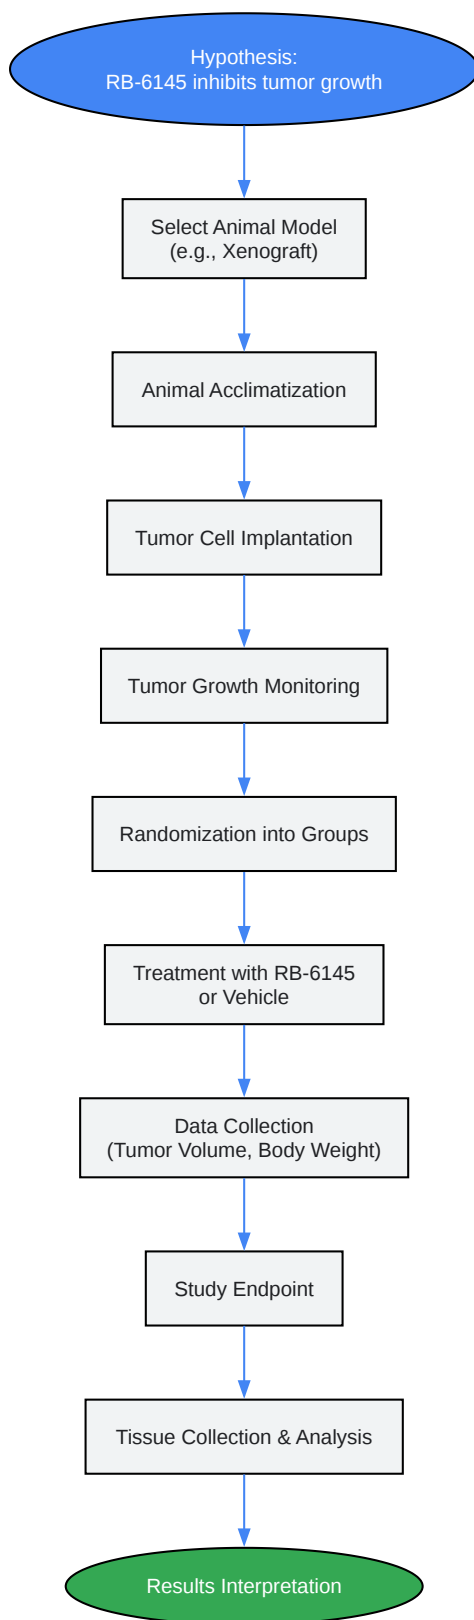 Hypothesis:
RB-6145 inhibits tumor growth
Select Animal Model
(e.g., Xenograft)
Animal Acclimatization
Tumor Cell Implantation
Tumor Growth Monitoring
Randomization into Groups
Treatment with RB-6145
or Vehicle
Data Collection
(Tumor Volume, Body Weight)
Study Endpoint
Tissue Collection & Analysis
Results Interpretation